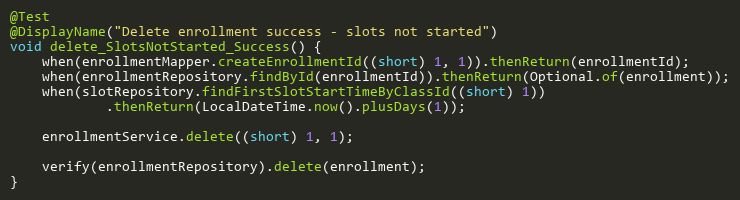 @Test
@DisplayName("Delete enrollment success - slots not started")
void delete_SlotsNotStarted_Success() {
    when(enrollmentMapper.createEnrollmentId((short) 1, 1)).thenReturn(enrollmentId);
    when(enrollmentRepository.findById(enrollmentId)).thenReturn(Optional.of(enrollment));
    when(slotRepository.findFirstSlotStartTimeByClassId((short) 1))
            .thenReturn(LocalDateTime.now().plusDays(1));

    enrollmentService.delete((short) 1, 1);

    verify(enrollmentRepository).delete(enrollment);
}